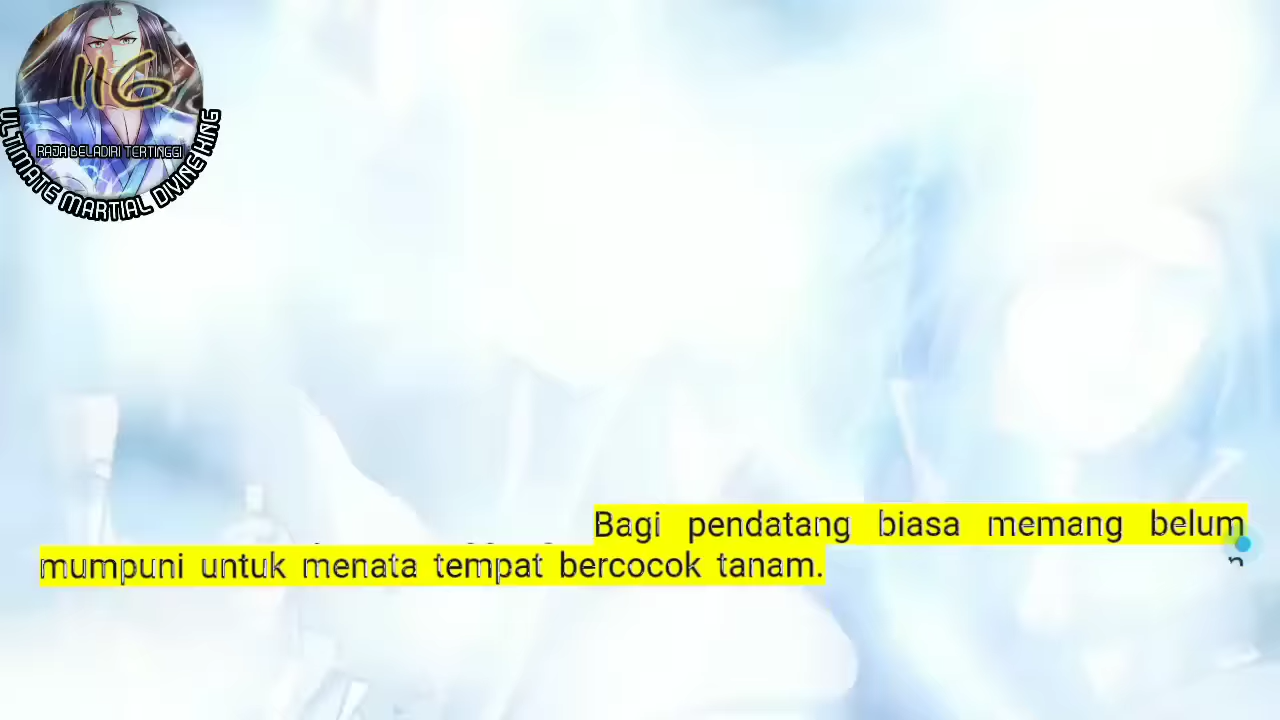 116
RAJA BELADIRI TERTINGGI
ULTIMATE MARTIAL DIVINE KING
Bagi pendatang biasa memang belum
mumpuni untuk menata tempat bercocok tanam.